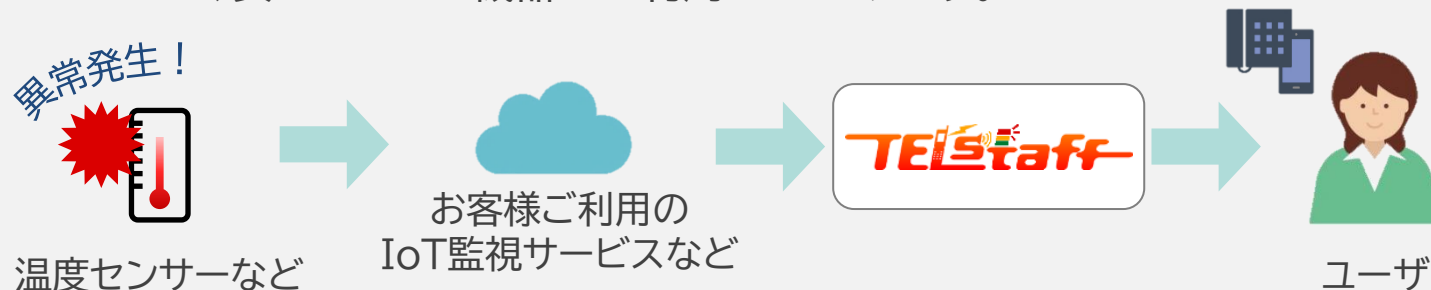 異常発生！
TELStaff
お客様ご利用の
IoT監視サービスなど
温度センサーなど
ユーザ